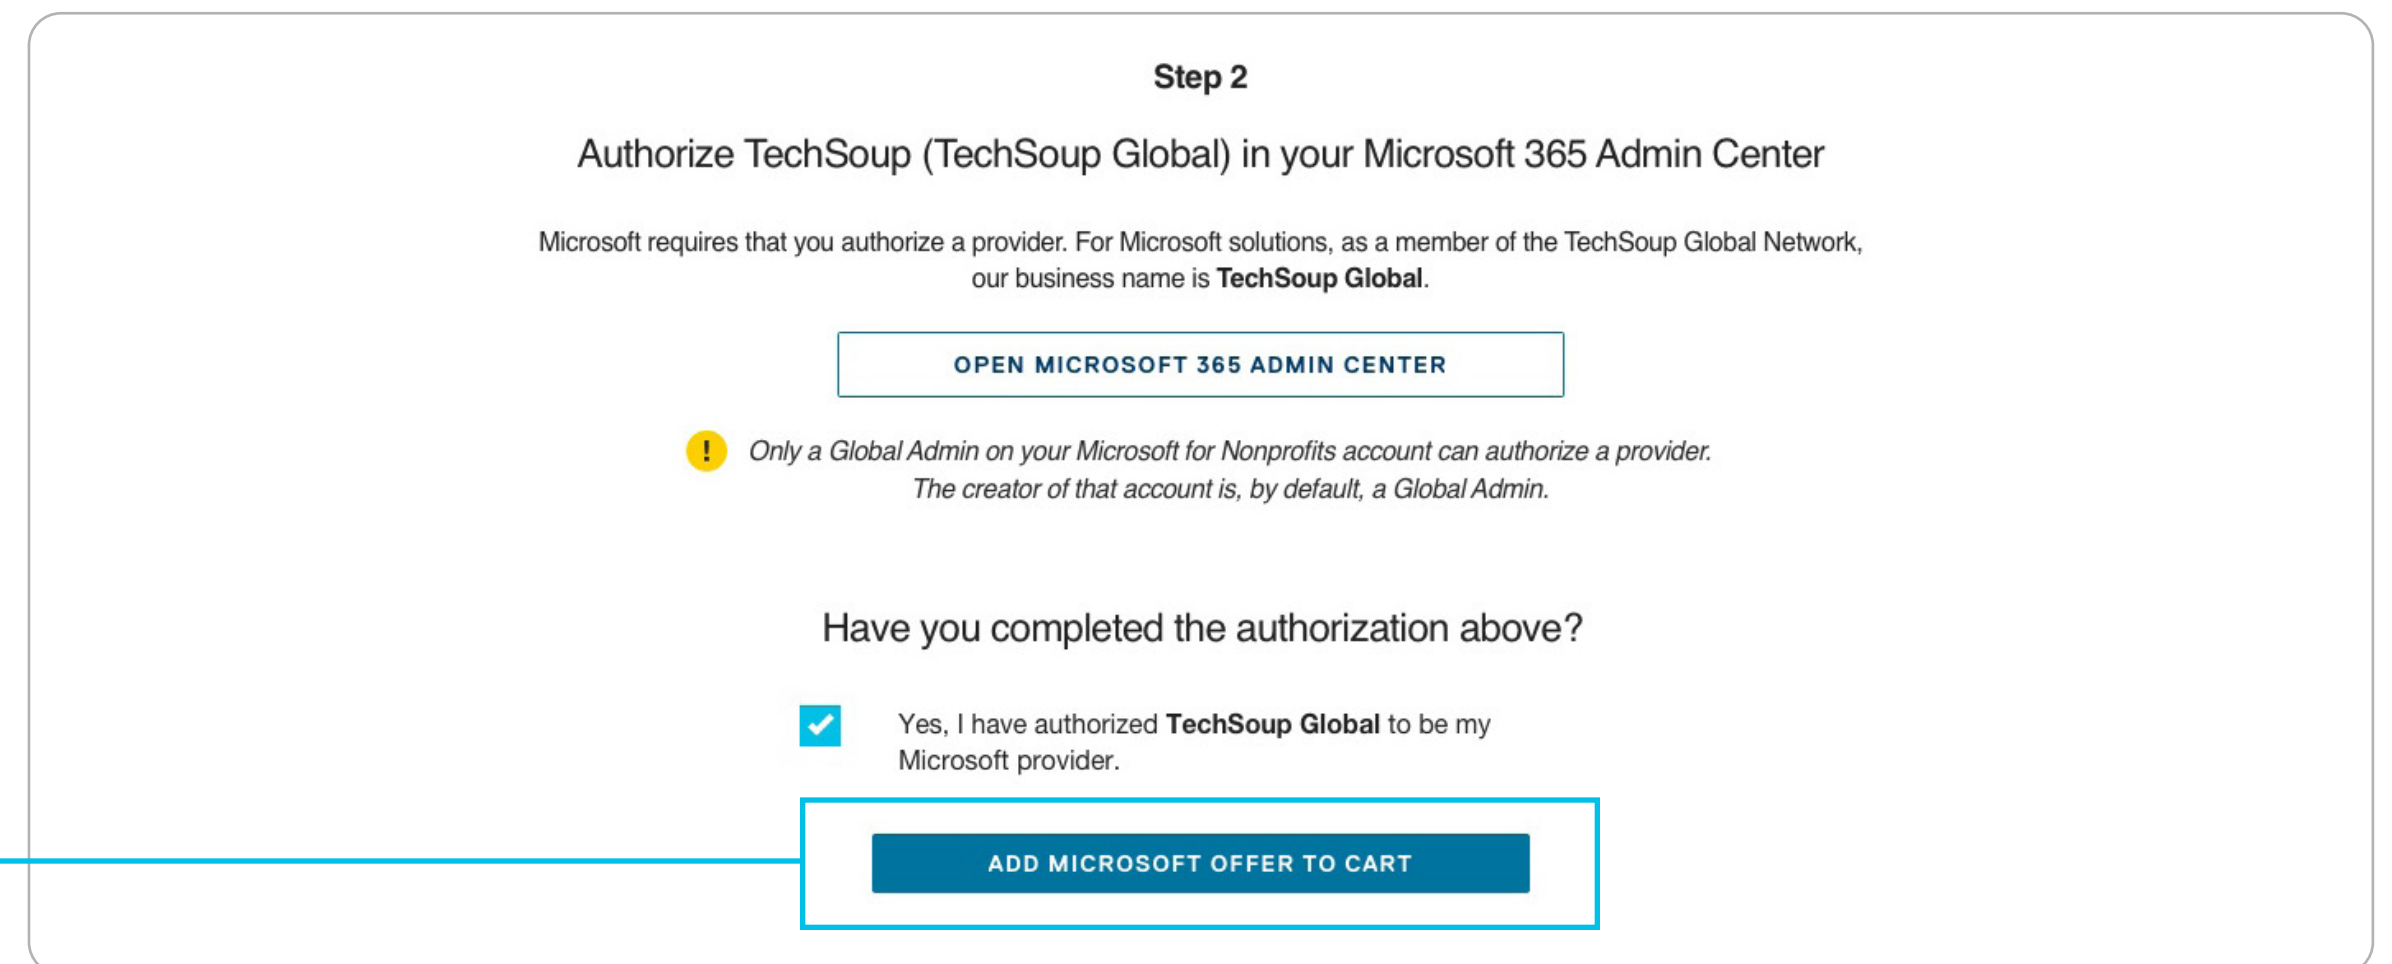 Step 2
Authorize TechSoup (TechSoup Global) in your Microsoft 365 Admin Center
Microsoft requires that you authorize a provider. For Microsoft solutions, as a member of the TechSoup Global Network,
our business name is TechSoup Global.
OPEN MICROSOFT 365 ADMIN CENTER
! Only a Global Admin on your Microsoft for Nonprofits account can authorize a provider.
The creator of that account is, by default, a Global Admin.
Have you completed the authorization above?
Yes, I have authorized TechSoup Global to be my
Microsoft provider.
ADD MICROSOFT OFFER TO CART